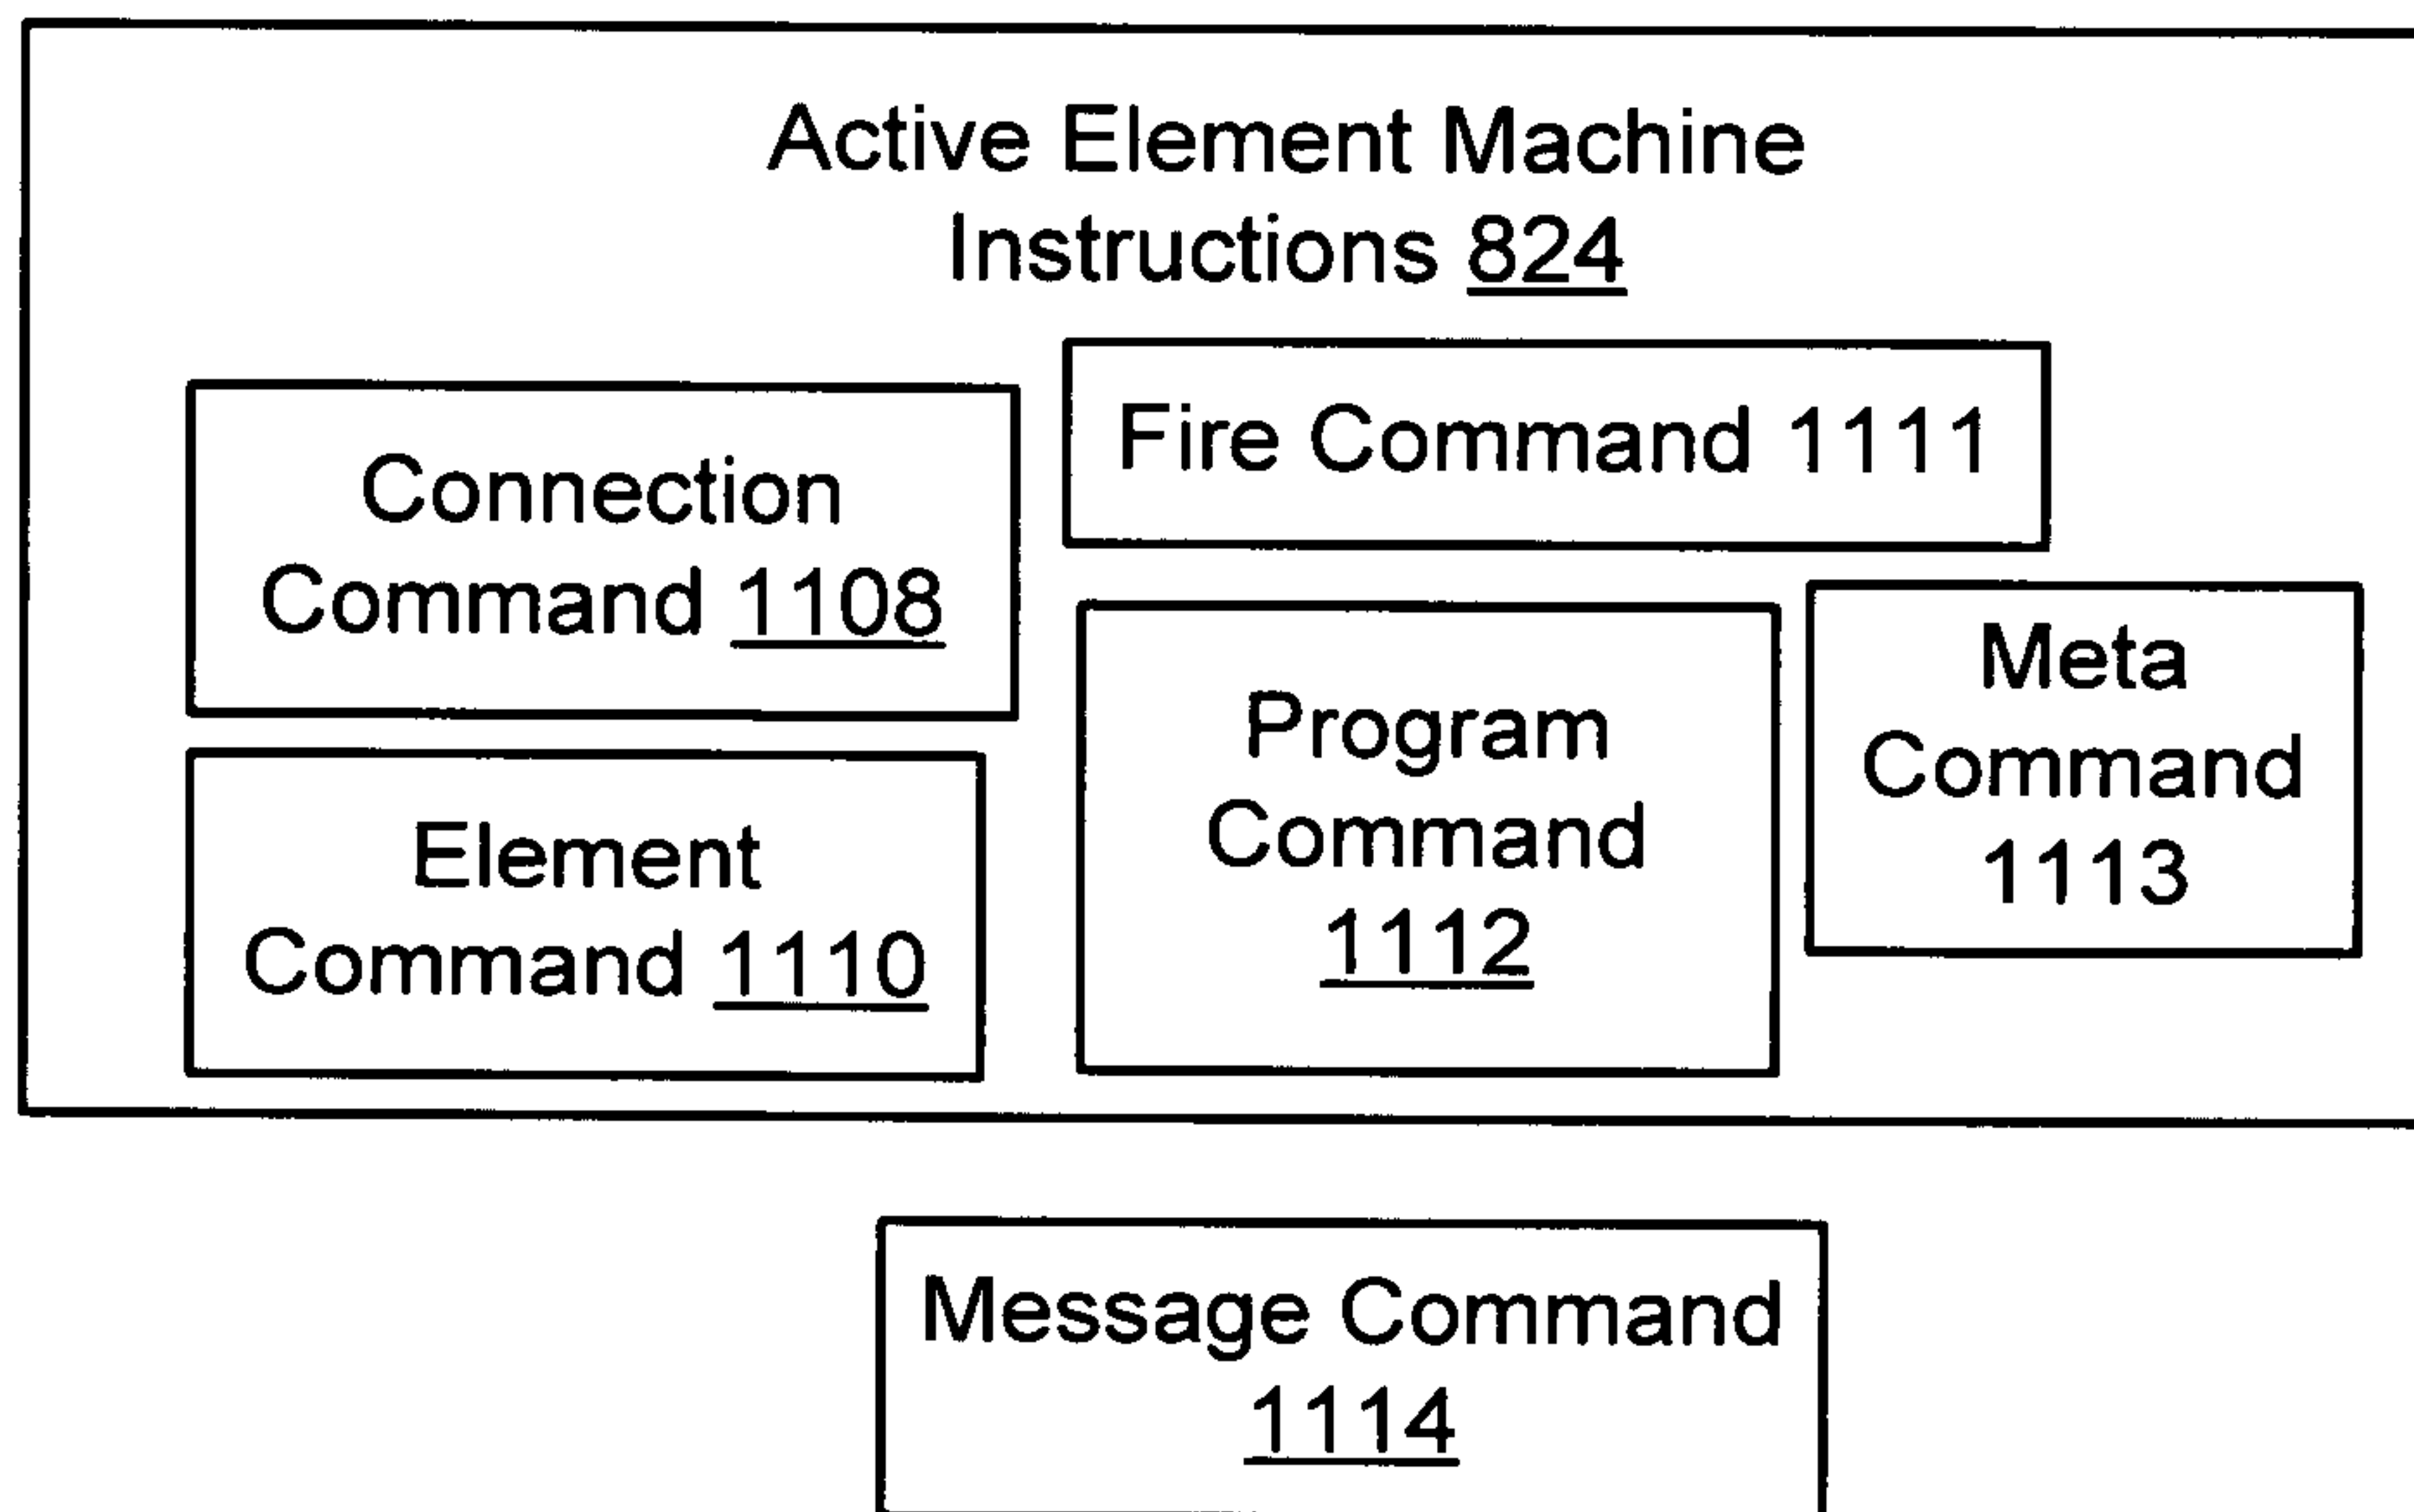 Active Element Machine
Instructions 824
Fire Command 1111
Connection
Command 1108
Meta
Command
1113
Program
Command
1112
Element
Command 1110
Message Command
1114